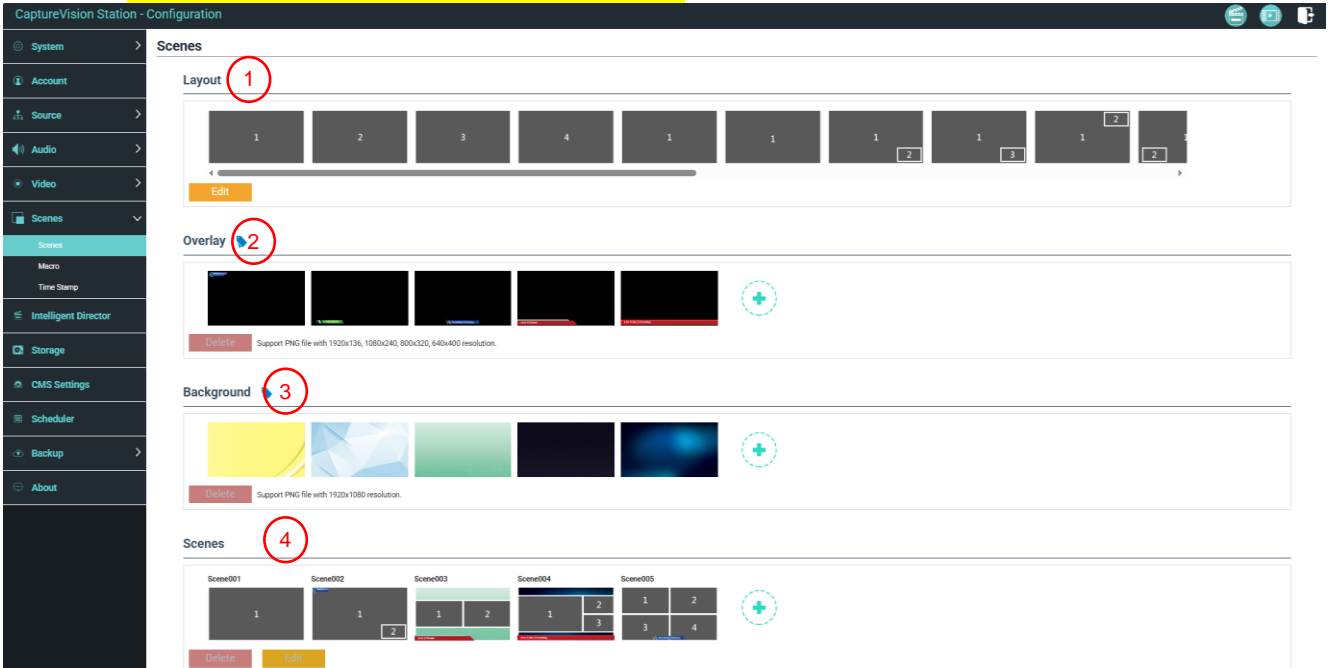 CaptureVision Station - Configuration
System
Account
Source
Audio
Video
Scenes
Scenes
Macro
Time Stamp
Intelligent Director
Storage
CMS Settings
Scheduler
Backup
About
Scenes
Layout 1
1 2 3 4 1 1 1 2 1 3 1 2 1 2
Edit
Overlay 2
Delete Support PNG file with 1920x136, 1080x240, 800x320, 640x400 resolution.
Background 3
Delete Support PNG file with 1920x1080 resolution.
Scenes 4
Scene001 Scene002 Scene003 Scene004 Scene005
1 1 2 1 2 1 2 3 1 2 3 4
Delete Edit